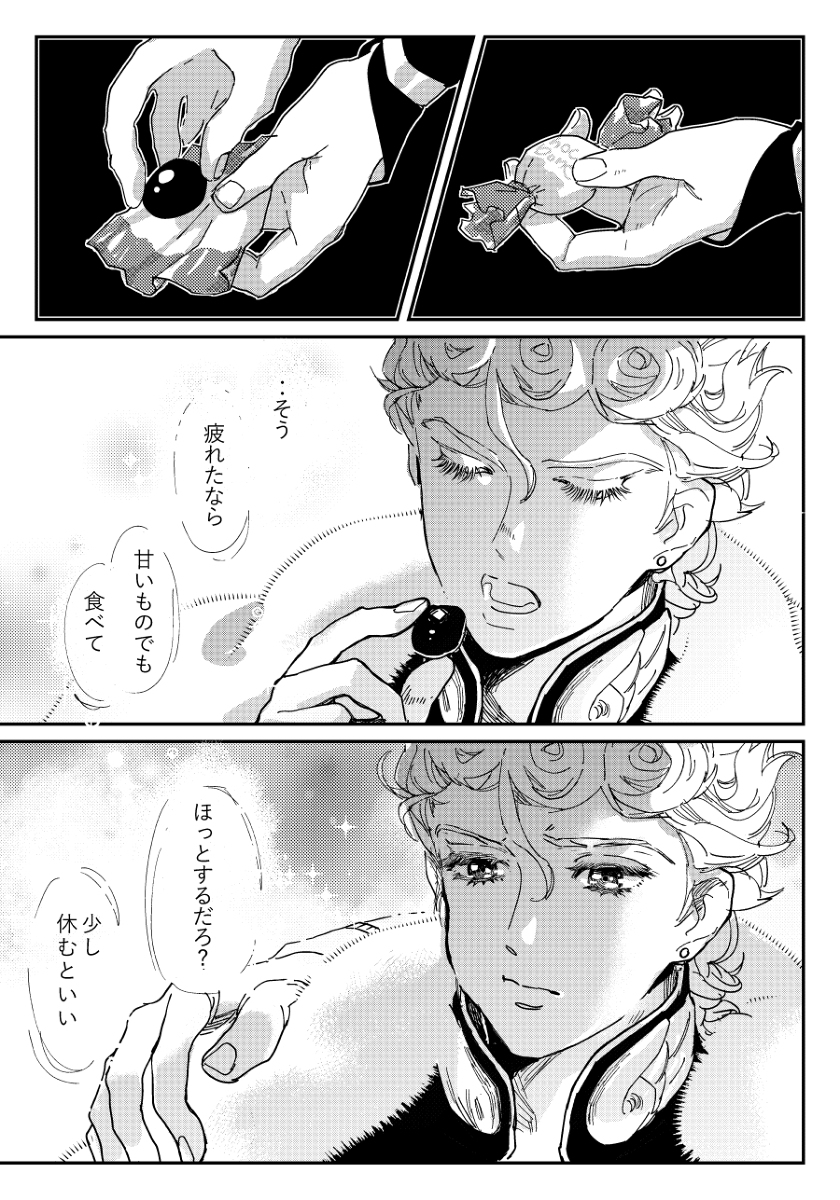 ‥そう
疲れたなら
甘いものでも
食べて
ほっとするだろ?
少し
休むといい